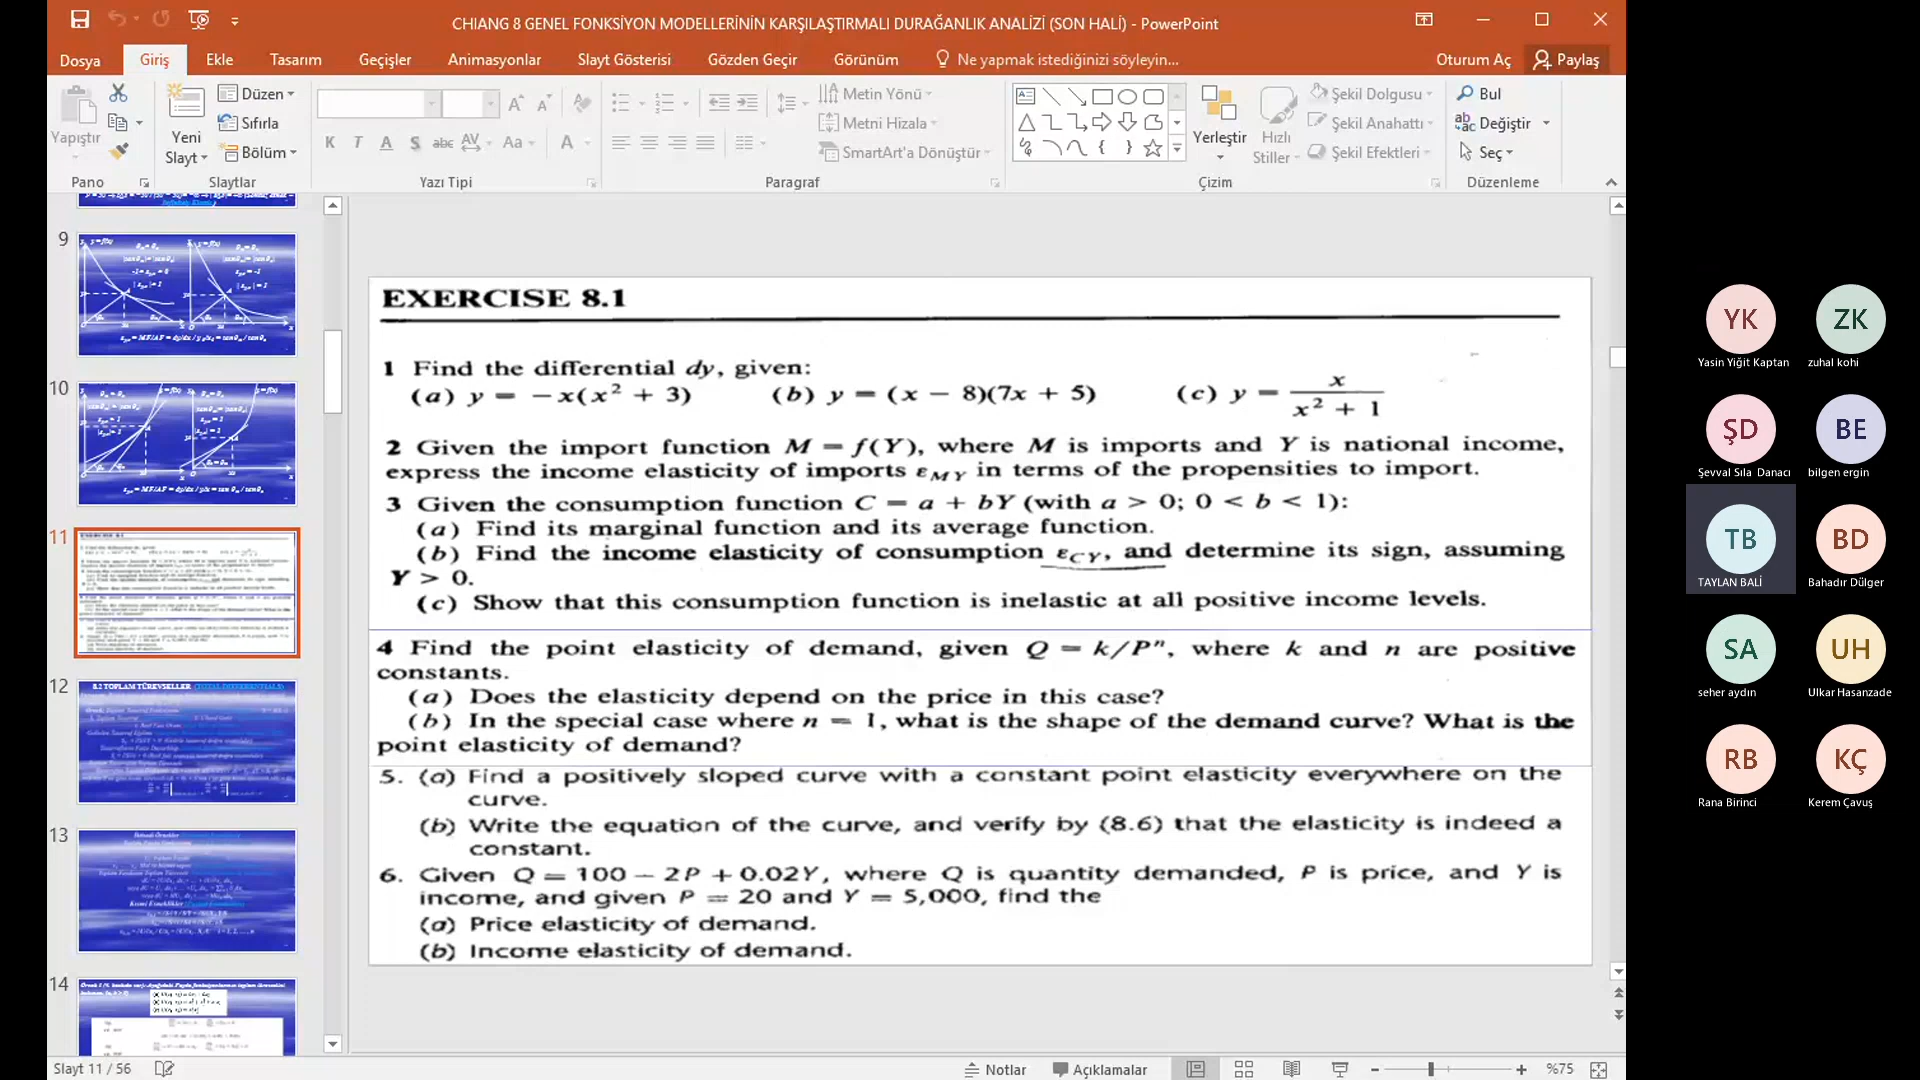 CHIANG 8 GENEL FONKSİYON MODELLERİNİN KARŞILAŞTIRMALI DURAĞANLIK ANALİZİ (SON HALİ) - PowerPoint
Dosya Giriş Ekle Tasarım Geçişler Animasyonlar Slayt Gösterisi Gözden Geçir Görünüm Ne yapmak istediğinizi söyleyin... Oturum Aç Paylaş
Yapıştır Yeni Slayt Düzen Sıfırla Bölüm
K T A S abc AV Aa A
Metin Yönü
Metni Hizala
SmartArt'a Dönüştür
Yerleştir Hızlı Stiller
Şekil Dolgusu
Şekil Anahattı
Şekil Efektleri
Bul
Değiştir
Seç
Pano Slaytlar Yazı Tipi Paragraf Çizim Düzenleme
9
10
11
12
8.2 TOPLAM TÜREVSELLER
13
14
EXERCISE 8.1
1 Find the differential dy, given:
(a) y = −x(x² + 3) (b) y = (x − 8)(7x + 5) (c) y = x / (x² + 1)
2 Given the import function M = f(Y), where M is imports and Y is national income,
express the income elasticity of imports εMY in terms of the propensities to import.
3 Given the consumption function C = a + bY (with a > 0; 0 < b < 1):
(a) Find its marginal function and its average function.
(b) Find the income elasticity of consumption εCY, and determine its sign, assuming
Y > 0.
(c) Show that this consumption function is inelastic at all positive income levels.
4 Find the point elasticity of demand, given Q = k/Pⁿ, where k and n are positive
constants.
(a) Does the elasticity depend on the price in this case?
(b) In the special case where n = 1, what is the shape of the demand curve? What is the
point elasticity of demand?
5. (a) Find a positively sloped curve with a constant point elasticity everywhere on the
curve.
(b) Write the equation of the curve, and verify by (8.6) that the elasticity is indeed a
constant.
6. Given Q = 100 − 2P + 0.02Y, where Q is quantity demanded, P is price, and Y is
income, and given P = 20 and Y = 5,000, find the
(a) Price elasticity of demand.
(b) Income elasticity of demand.
Slayt 11 / 56 Notlar Açıklamalar %75
YK ZK
Yasin Yiğit Kaptan zuhal kohi
ŞD BE
Şevval Sıla Danacı bilgen ergin
TB BD
TAYLAN BALİ Bahadır Dülger
SA UH
seher aydın Ulkar Hasanzade
RB KÇ
Rana Birinci Kerem Çavuş